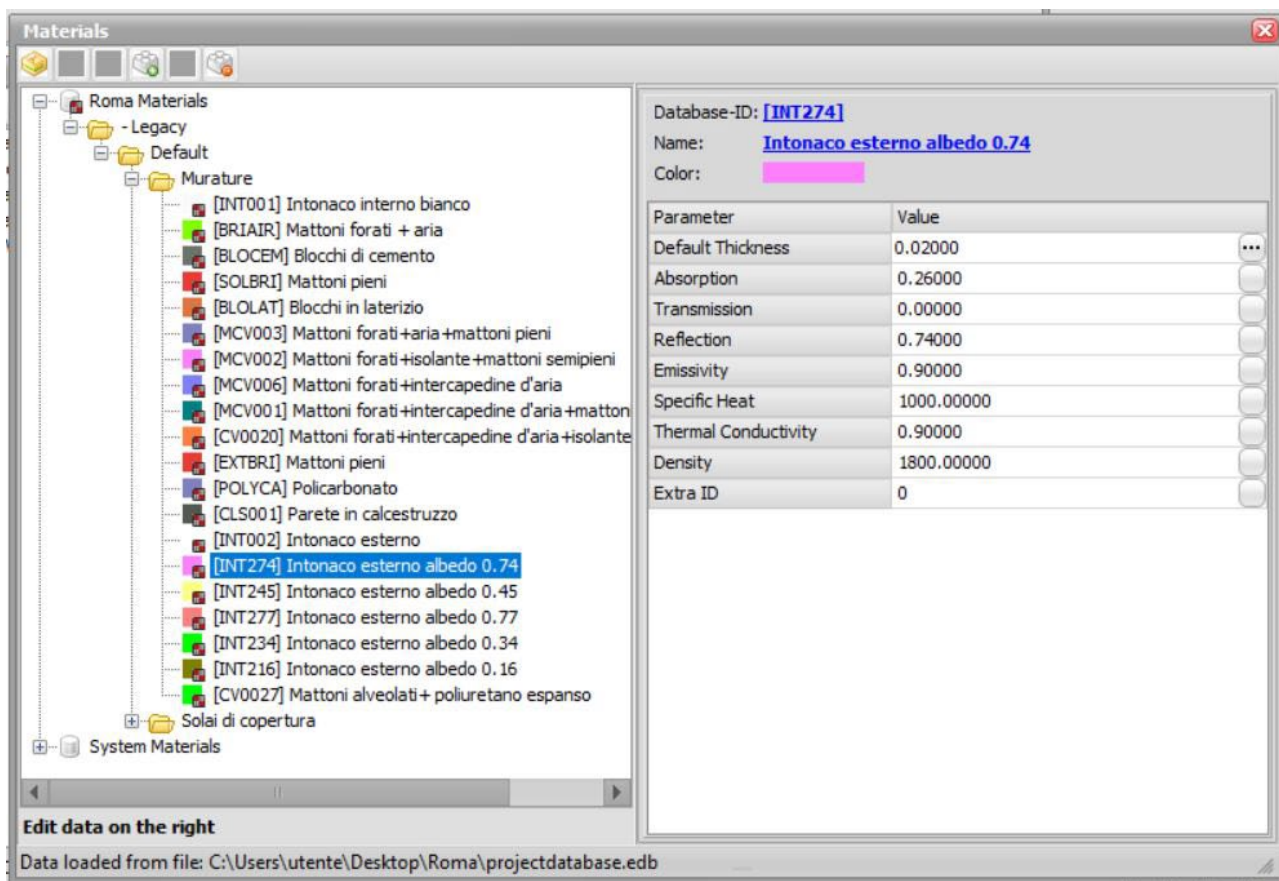 Materials
Roma Materials
- Legacy
Default
Murature
[INT001] Intonaco interno bianco
[BRIAIR] Mattoni forati + aria
[BLOCEM] Blocchi di cemento
[SOLBRI] Mattoni pieni
[BLOLAT] Blocchi in laterizio
[MCV003] Mattoni forati+aria+mattoni pieni
[MCV002] Mattoni forati+isolante+mattoni semipieni
[MCV006] Mattoni forati+intercapedine d'aria
[MCV001] Mattoni forati+intercapedine d'aria+matton
[CV0020] Mattoni forati+intercapedine d'aria+isolante
[EXTBRI] Mattoni pieni
[POLYCA] Policarbonato
[CLS001] Parete in calcestruzzo
[INT002] Intonaco esterno
[INT274] Intonaco esterno albedo 0.74
[INT245] Intonaco esterno albedo 0.45
[INT277] Intonaco esterno albedo 0.77
[INT234] Intonaco esterno albedo 0.34
[INT216] Intonaco esterno albedo 0.16
[CV0027] Mattoni alveolati+ poliuretano espanso
Solai di copertura
System Materials
Edit data on the right
Database-ID: [INT274]
Name: Intonaco esterno albedo 0.74
Color:
Parameter Value
Default Thickness 0.02000 ...
Absorption 0.26000
Transmission 0.00000
Reflection 0.74000
Emissivity 0.90000
Specific Heat 1000.00000
Thermal Conductivity 0.90000
Density 1800.00000
Extra ID 0
Data loaded from file: C:\Users\utente\Desktop\Roma\projectdatabase.edb